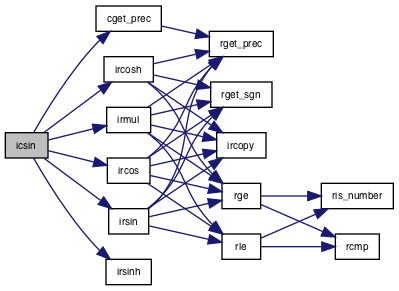 cget_prec
rget_prec
ircosh
rget_sgn
irmul
icsin
ircopy
ircos
rge
ris_number
irsin
rle
rcmp
irsinh